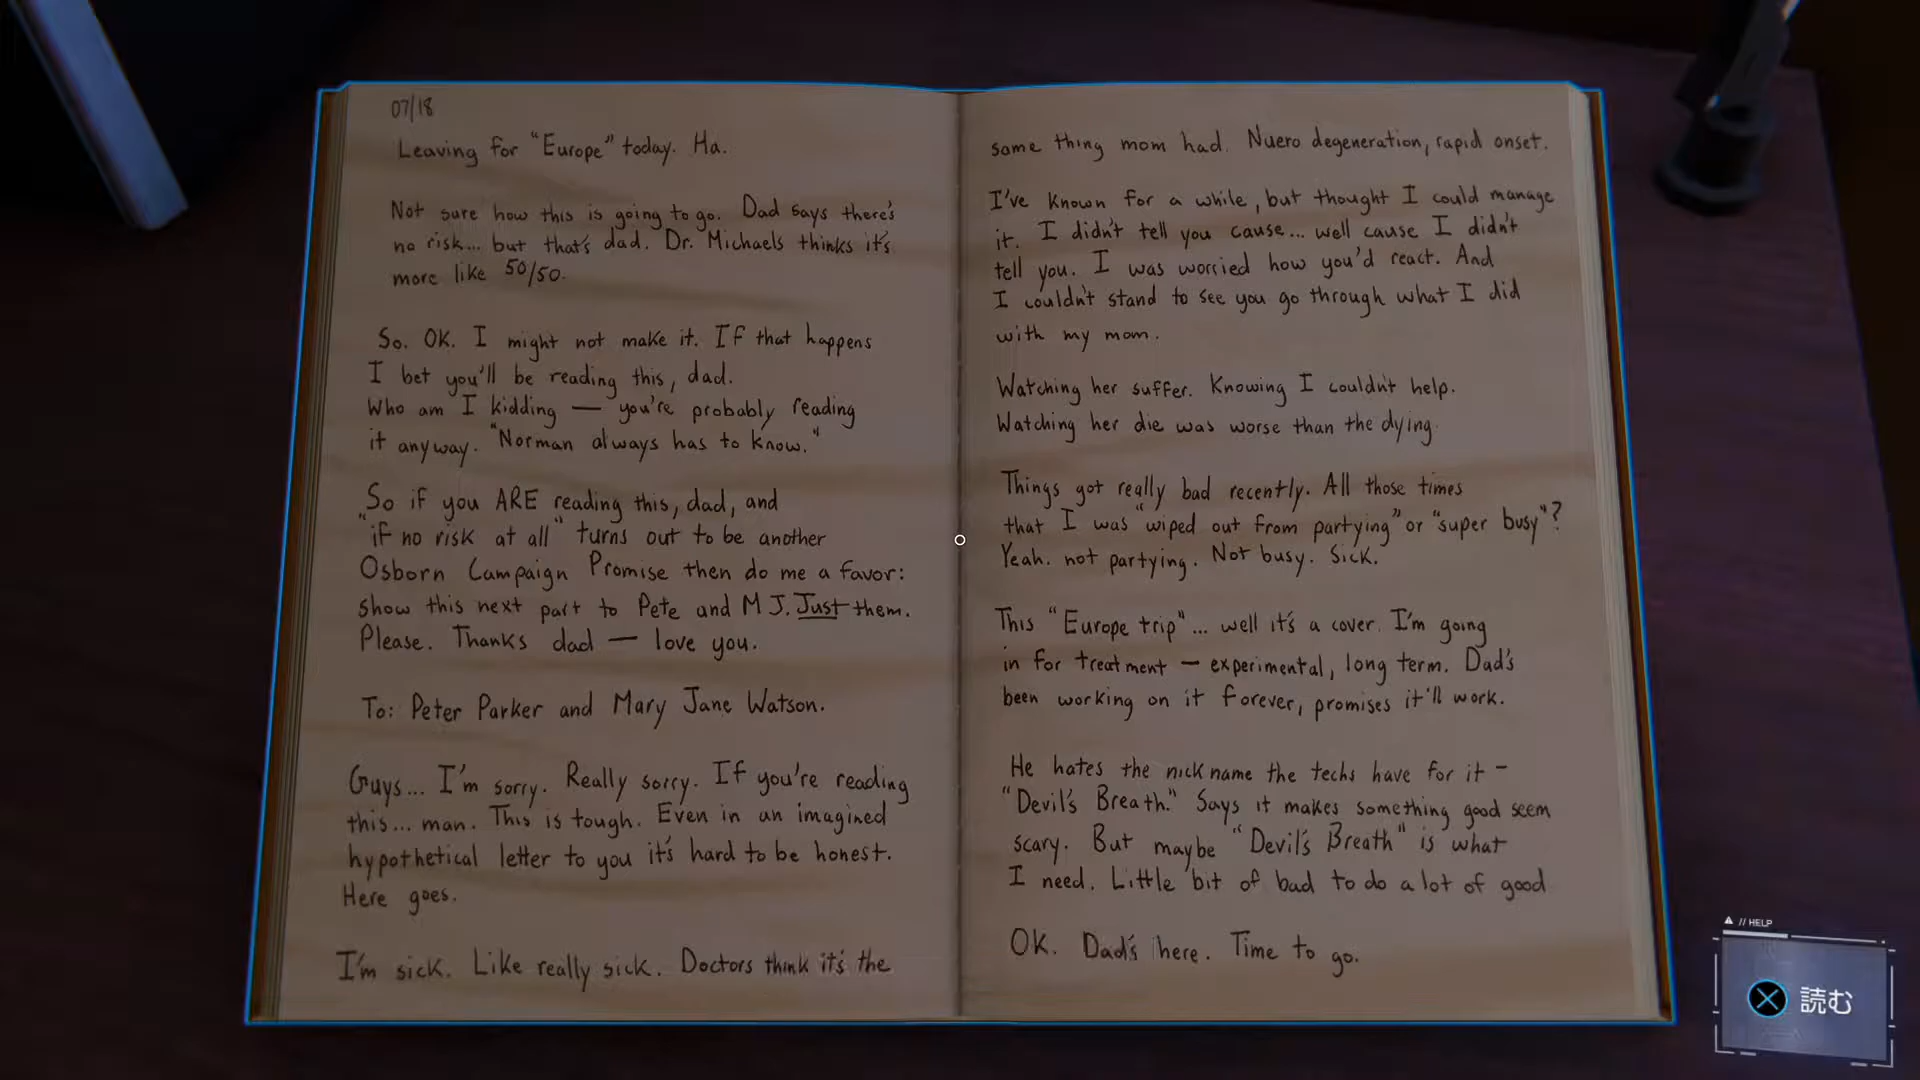 07/18
Leaving for "Europe" today. Ha.
Not sure how this is going to go. Dad says there's
no risk... but that's dad. Dr. Michaels thinks it's
more like 50/50.
So. OK. I might not make it. If that happens
I bet you'll be reading this, dad.
Who am I kidding — you're probably reading
it anyway. "Norman always has to know."
So if you ARE reading this, dad, and
"if no risk at all" turns out to be another
Osborn Campaign Promise then do me a favor:
show this next part to Pete and MJ. Just them.
Please. Thanks dad — love you.
To: Peter Parker and Mary Jane Watson.
Guys... I'm sorry. Really sorry. If you're reading
this... man. This is tough. Even in an imagined
hypothetical letter to you it's hard to be honest.
Here goes.
I'm sick. Like really sick. Doctors think it's the
same thing mom had. Nuero degeneration, rapid onset.
I've known for a while, but thought I could manage
it. I didn't tell you cause... well cause I didn't
tell you. I was worried how you'd react. And
I couldn't stand to see you go through what I did
with my mom.
Watching her suffer. Knowing I couldn't help.
Watching her die was worse than the dying.
Things got really bad recently. All those times
that I was "wiped out from partying" or "super busy"?
Yeah. not partying. Not busy. Sick.
This "Europe trip"... well it's a cover. I'm going
in for treatment — experimental, long term. Dad's
been working on it forever, promises it'll work.
He hates the nickname the techs have for it -
"Devil's Breath." Says it makes something good seem
scary. But maybe "Devil's Breath" is what
I need. Little bit of bad to do a lot of good
OK. Dad's here. Time to go.
// HELP
読む